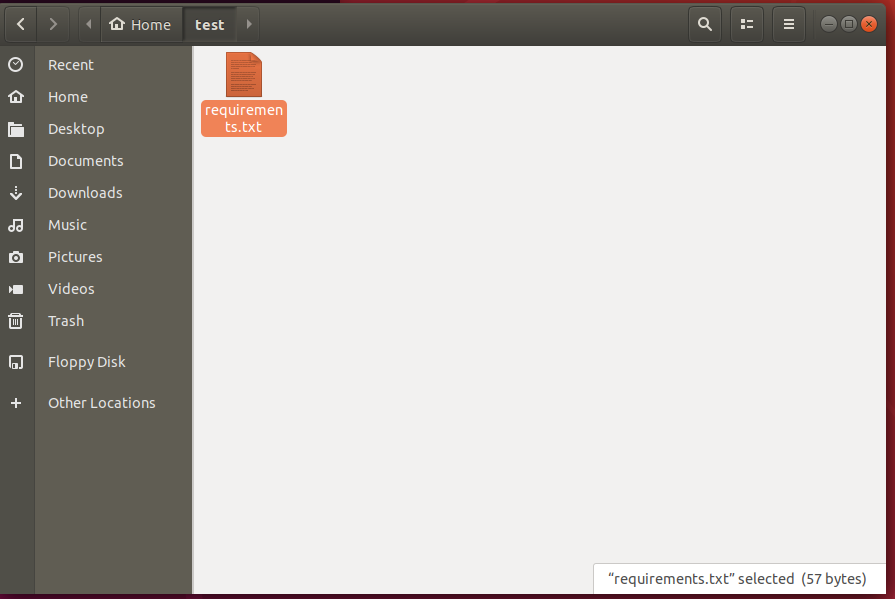 Home
test
Recent
Home
Desktop
Documents
Downloads
Music
Pictures
Videos
Trash
Floppy Disk
Other Locations
requiremen
ts.txt
“requirements.txt” selected (57 bytes)